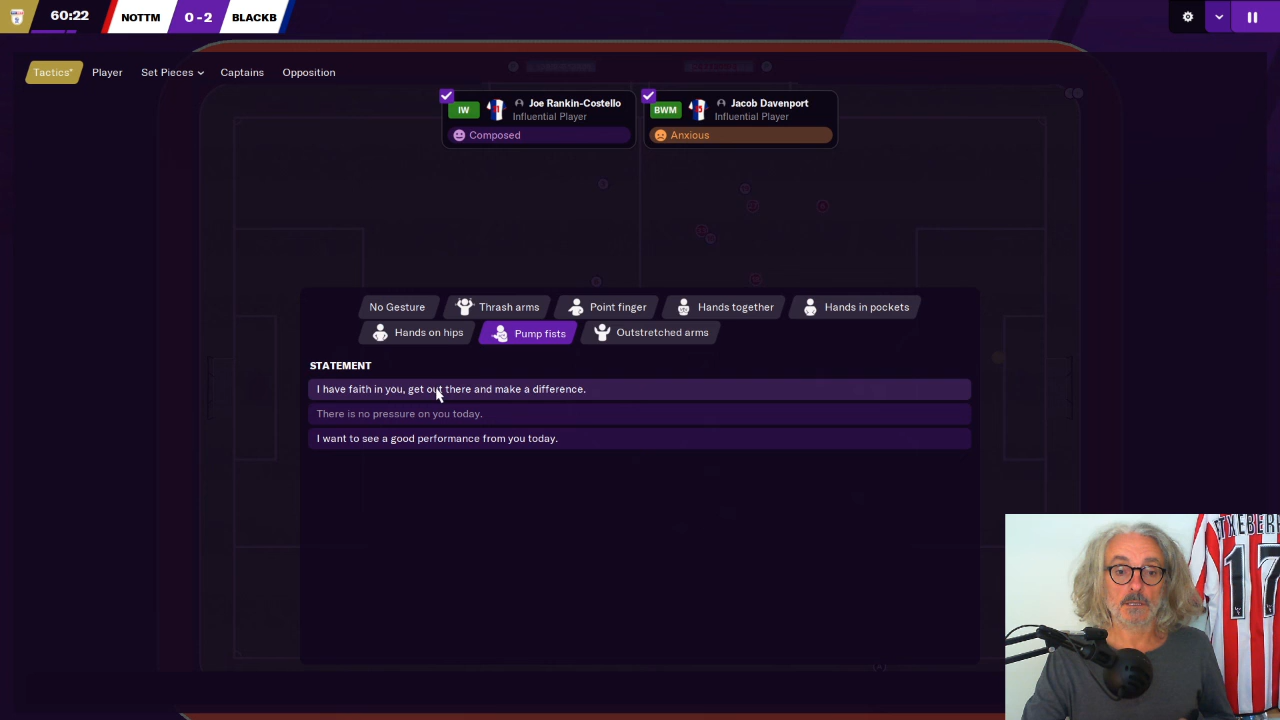 60:22 NOTTM 0 - 2 BLACKB
Tactics* Player Set Pieces Captains Opposition
IW Joe Rankin-Costello
Influential Player
Composed
BWM Jacob Davenport
Influential Player
Anxious
No Gesture Thrash arms Point finger Hands together Hands in pockets
Hands on hips Pump fists Outstretched arms
STATEMENT
I have faith in you, get out there and make a difference.
There is no pressure on you today.
I want to see a good performance from you today.
17